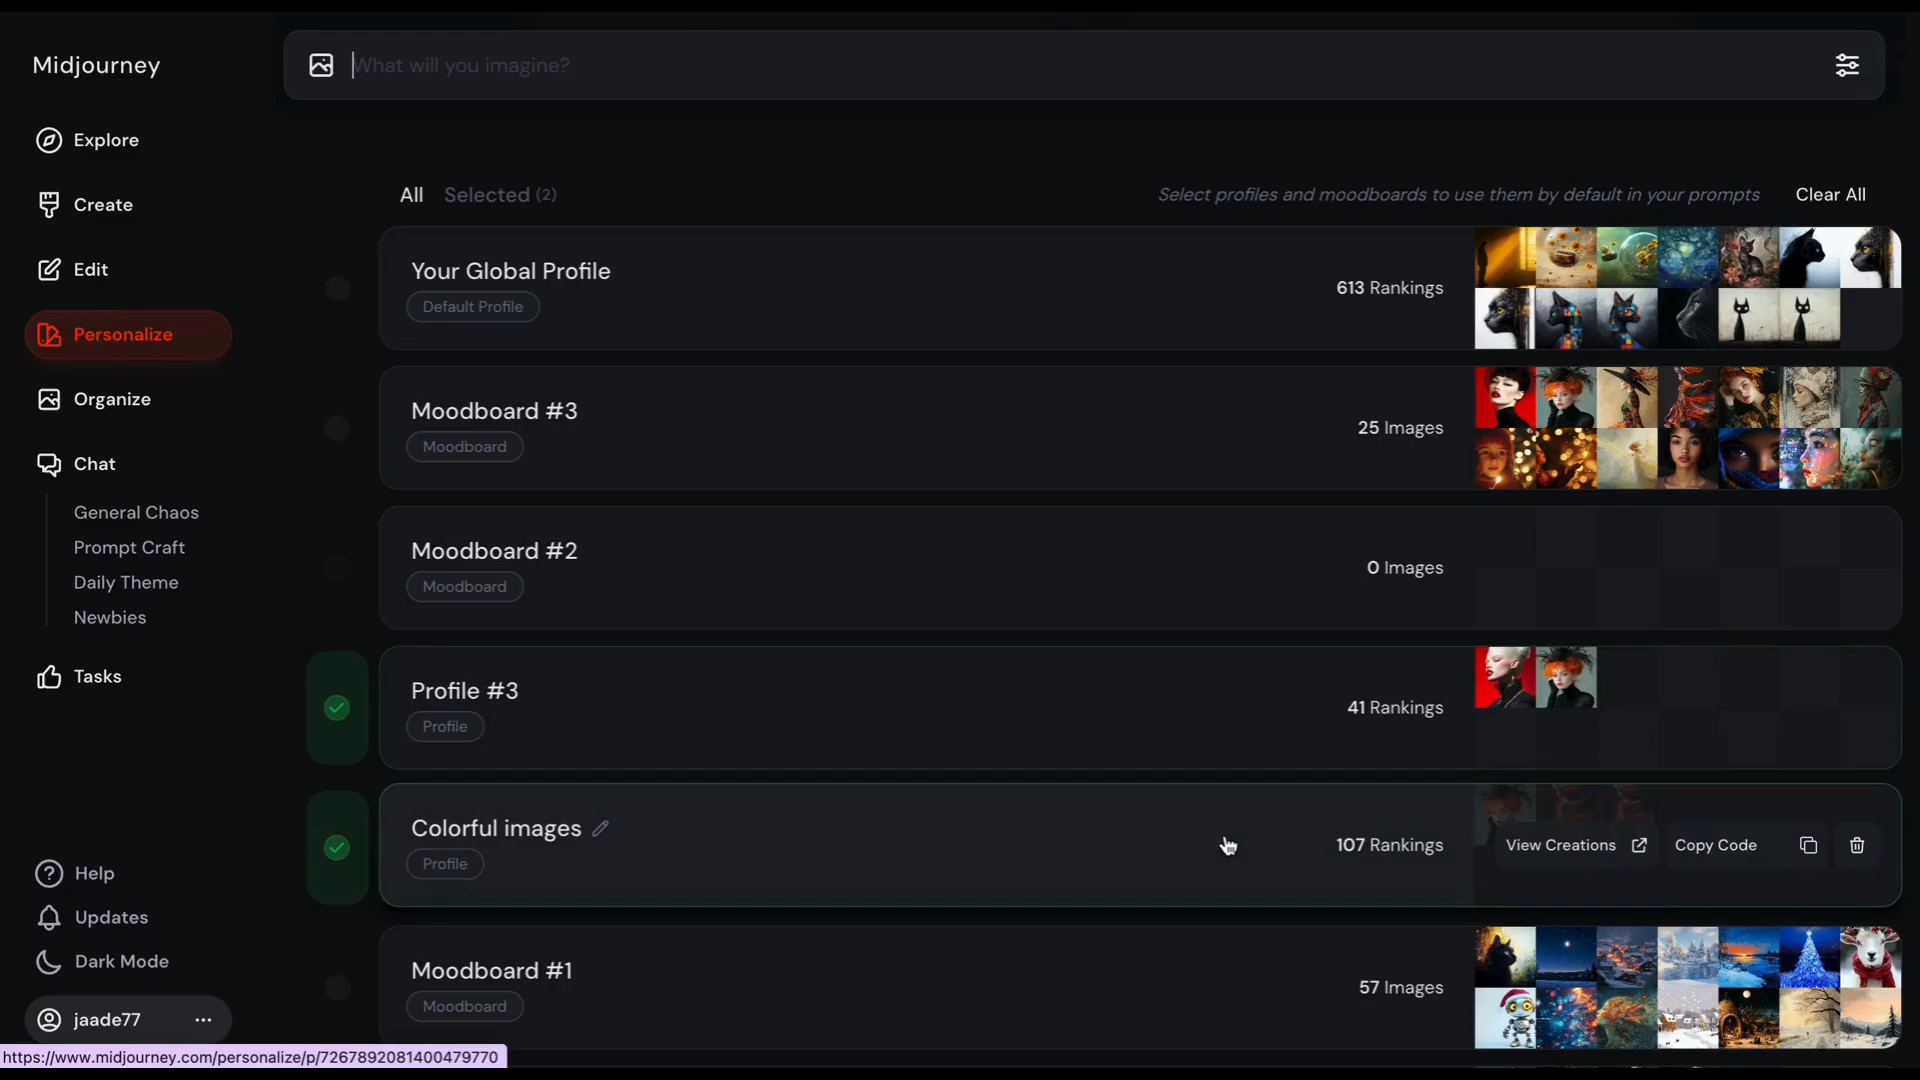 Midjourney
What will you imagine?
Explore
Create
Edit
Personalize
Organize
Chat
General Chaos
Prompt Craft
Daily Theme
Newbies
Tasks
Help
Updates
Dark Mode
jaade77 ...
All Selected (2)
Select profiles and moodboards to use them by default in your prompts Clear All
Your Global Profile
Default Profile
613 Rankings
Moodboard #3
Moodboard
25 Images
Moodboard #2
Moodboard
0 Images
Profile #3
Profile
41 Rankings
Colorful images
Profile
107 Rankings
View Creations Copy Code
Moodboard #1
Moodboard
57 Images
https://www.midjourney.com/personalize/p/7267892081400479770